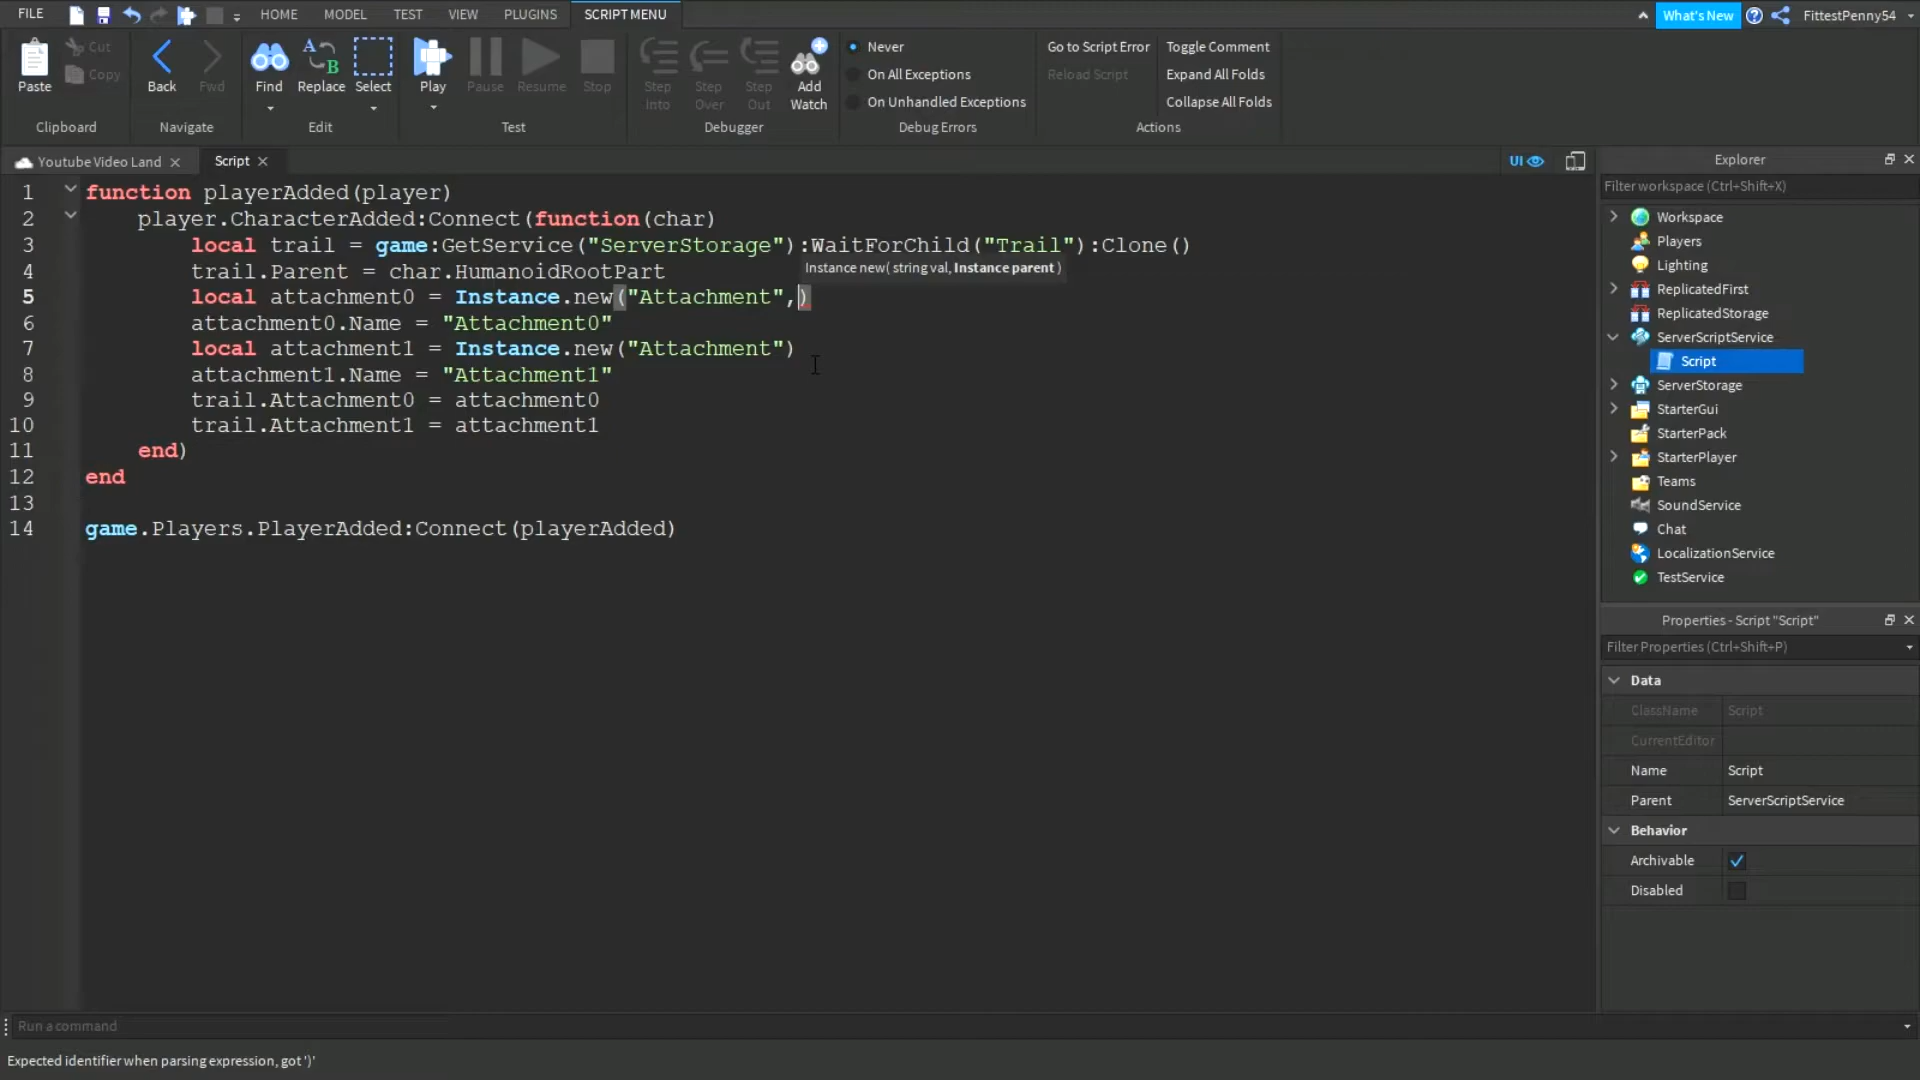 FILE HOME MODEL TEST VIEW PLUGINS SCRIPT MENU What's New FittestPenny54
Paste Cut Copy Clipboard
Back Fwd Navigate
Find Replace Select Edit
Play Pause Resume Stop Test
Step Into Step Over Step Out Add Watch Debugger
Never
On All Exceptions
On Unhandled Exceptions
Debug Errors
Go to Script Error Toggle Comment
Reload Script Expand All Folds
Collapse All Folds
Actions
Youtube Video Land Script UI
1 function playerAdded(player)
2 player.CharacterAdded:Connect(function(char)
3 local trail = game:GetService("ServerStorage"):WaitForChild("Trail"):Clone()
4 trail.Parent = char.HumanoidRootPart
Instance new( string val, Instance parent )
5 local attachment0 = Instance.new("Attachment",)
6 attachment0.Name = "Attachment0"
7 local attachment1 = Instance.new("Attachment")
8 attachment1.Name = "Attachment1"
9 trail.Attachment0 = attachment0
10 trail.Attachment1 = attachment1
11 end)
12 end
13
14 game.Players.PlayerAdded:Connect(playerAdded)
Explorer
Filter workspace (Ctrl+Shift+X)
Workspace
Players
Lighting
ReplicatedFirst
ReplicatedStorage
ServerScriptService
Script
ServerStorage
StarterGui
StarterPack
StarterPlayer
Teams
SoundService
Chat
LocalizationService
TestService
Properties - Script "Script"
Filter Properties (Ctrl+Shift+P)
Data
ClassName Script
CurrentEditor
Name Script
Parent ServerScriptService
Behavior
Archivable
Disabled
Run a command
Expected identifier when parsing expression, got ')'